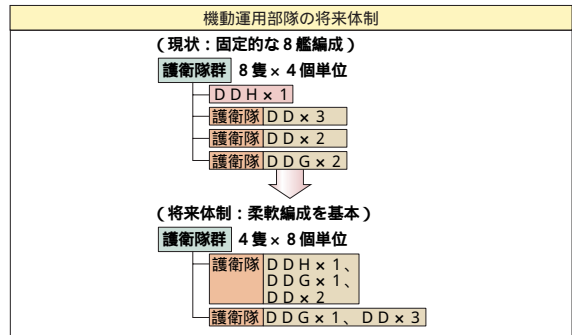 機動運用部隊の将来体制
(現状:固定的な8艦編成)
護衛隊群 8隻×4個単位
DDH×1
護衛隊 DD×3
護衛隊 DD×2
護衛隊 DDG×2
(将来体制:柔軟編成を基本)
護衛隊群 4隻×8個単位
護衛隊 DDH×1、
DDG×1、
DD×2
護衛隊 DDG×1、DD×3